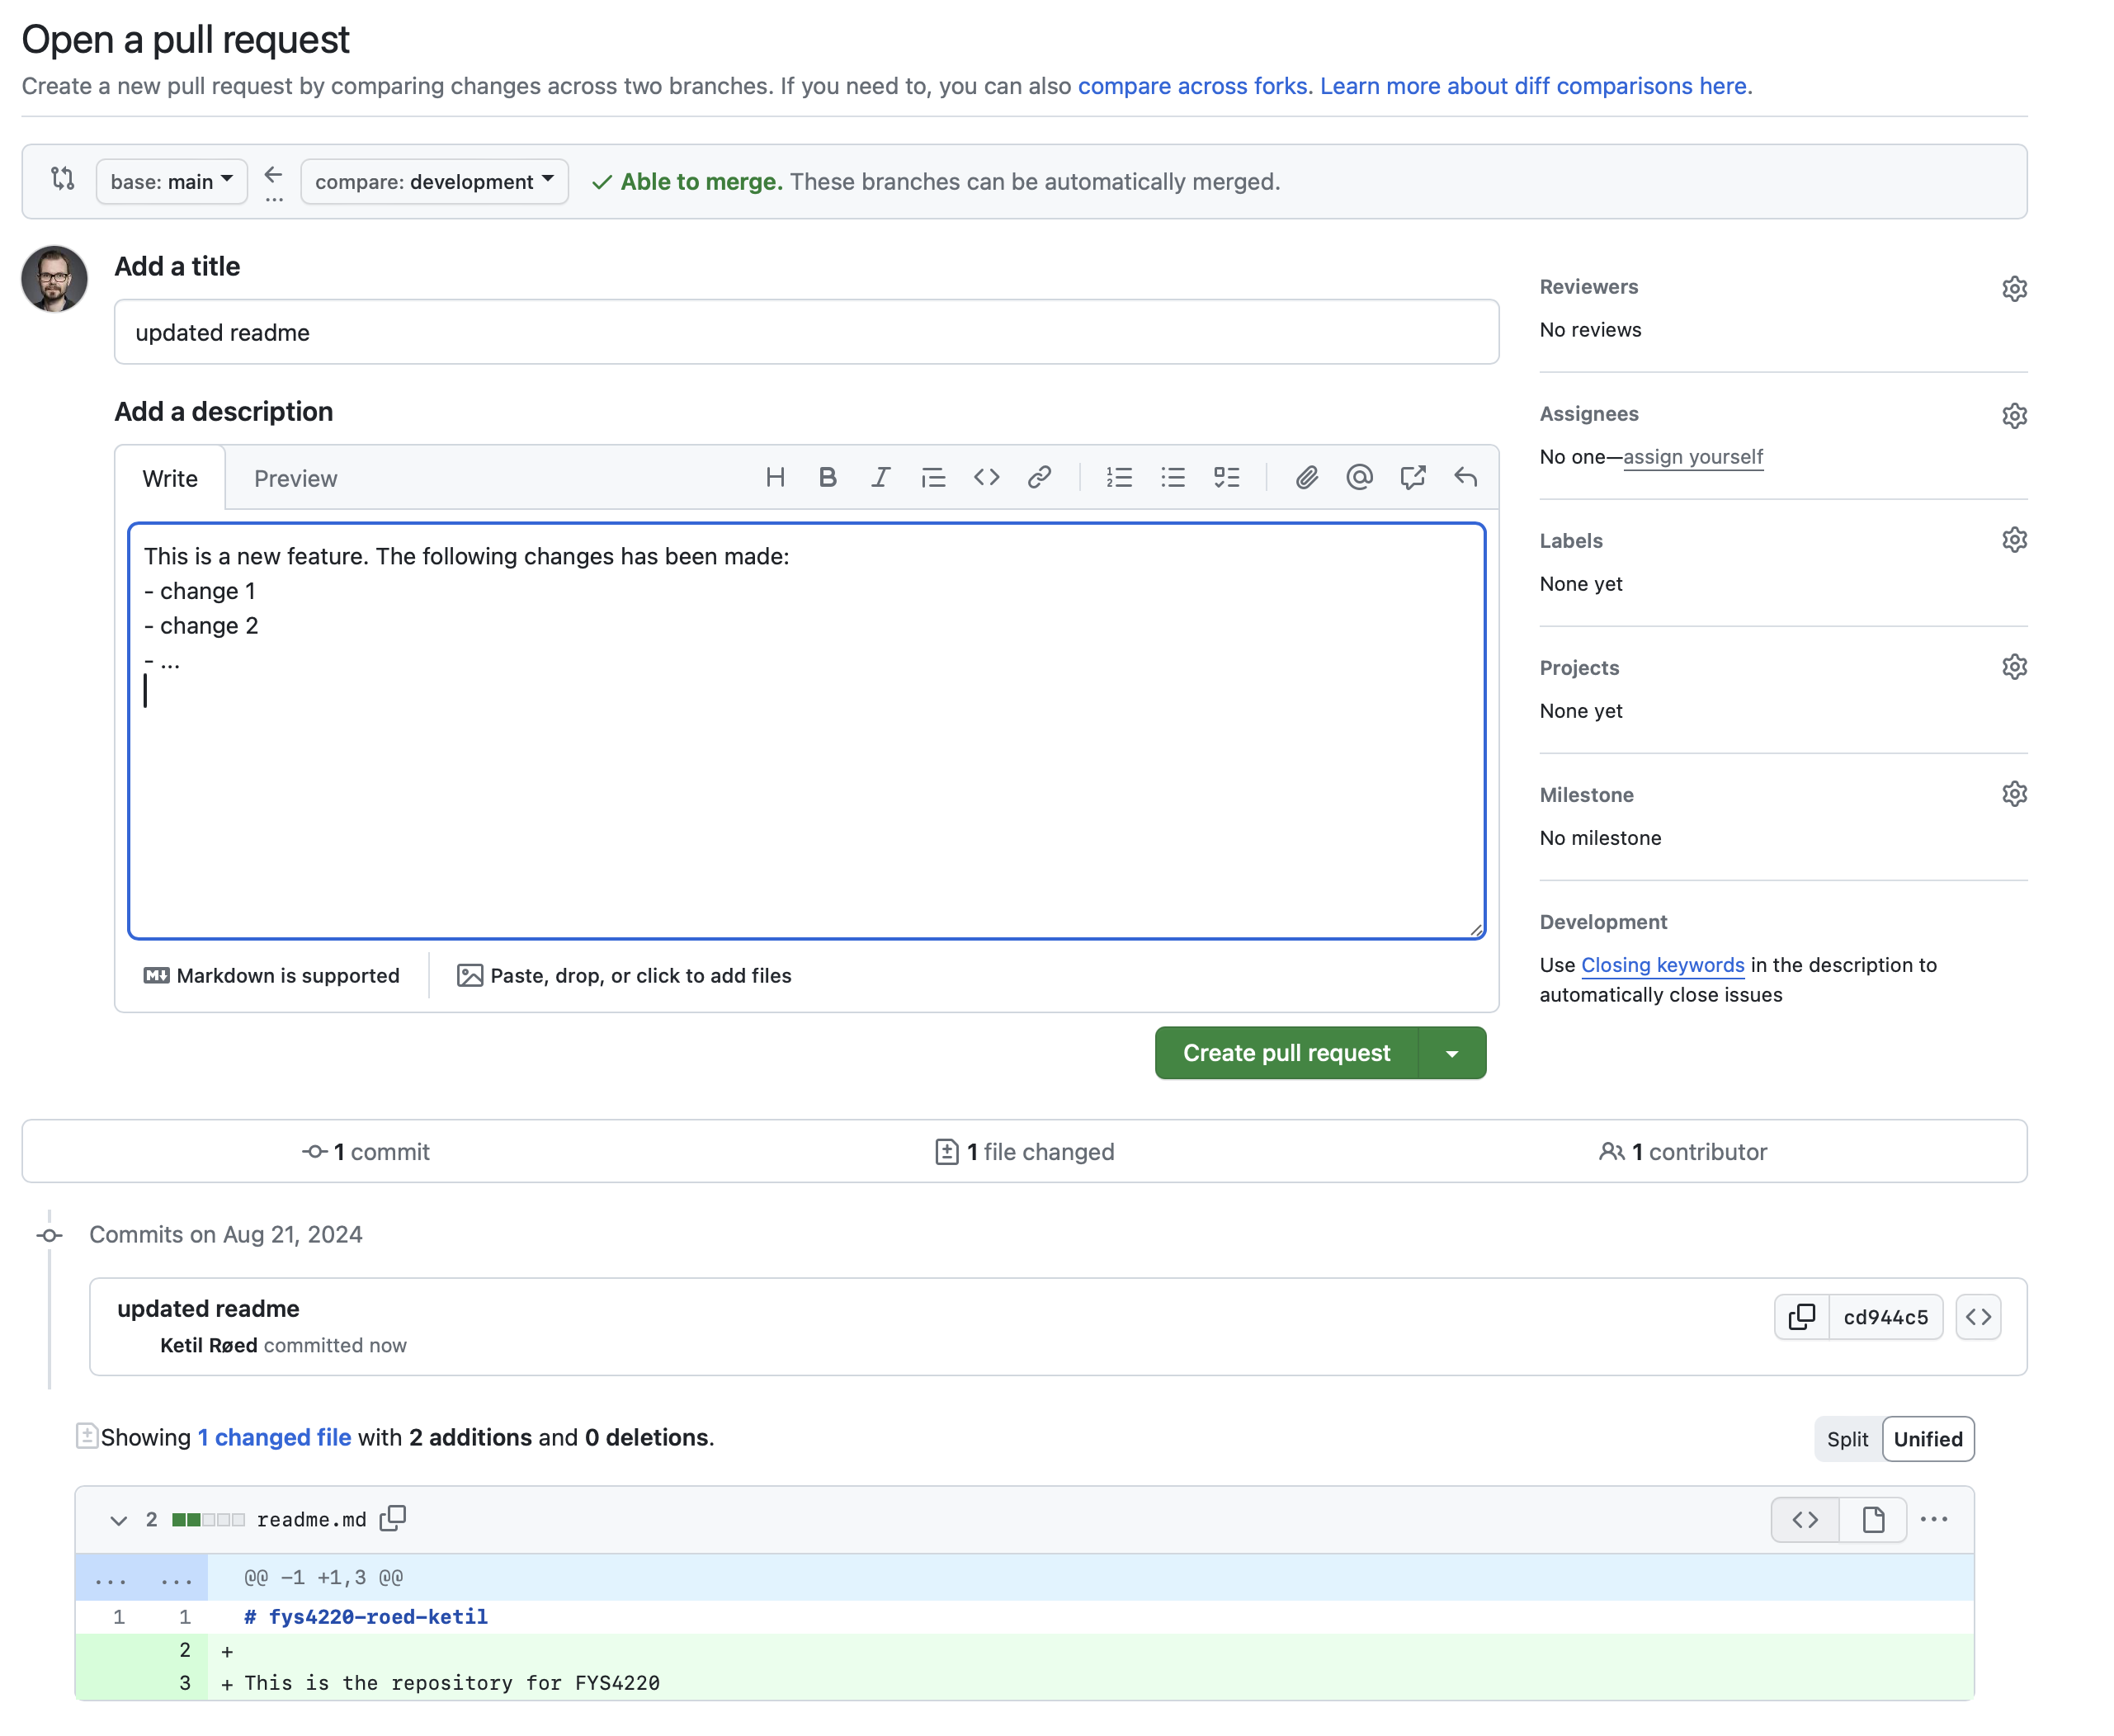 Open a pull request
Create a new pull request by comparing changes across two branches. If you need to, you can also compare across forks. Learn more about diff comparisons here.
base: main
compare: development
Able to merge. These branches can be automatically merged.
Add a title
updated readme
Add a description
Write
Preview
This is a new feature. The following changes has been made:
- change 1
- change 2
- ...
Markdown is supported
Paste, drop, or click to add files
Create pull request
Reviewers
No reviews
Assignees
No one—assign yourself
Labels
None yet
Projects
None yet
Milestone
No milestone
Development
Use Closing keywords in the description to
automatically close issues
1 commit
1 file changed
1 contributor
Commits on Aug 21, 2024
updated readme
Ketil Røed committed now
cd944c5
Showing 1 changed file with 2 additions and 0 deletions.
Split
Unified
2 readme.md
... ... @@ -1 +1,3 @@
1 1 # fys4220-roed-ketil
2 +
3 + This is the repository for FYS4220